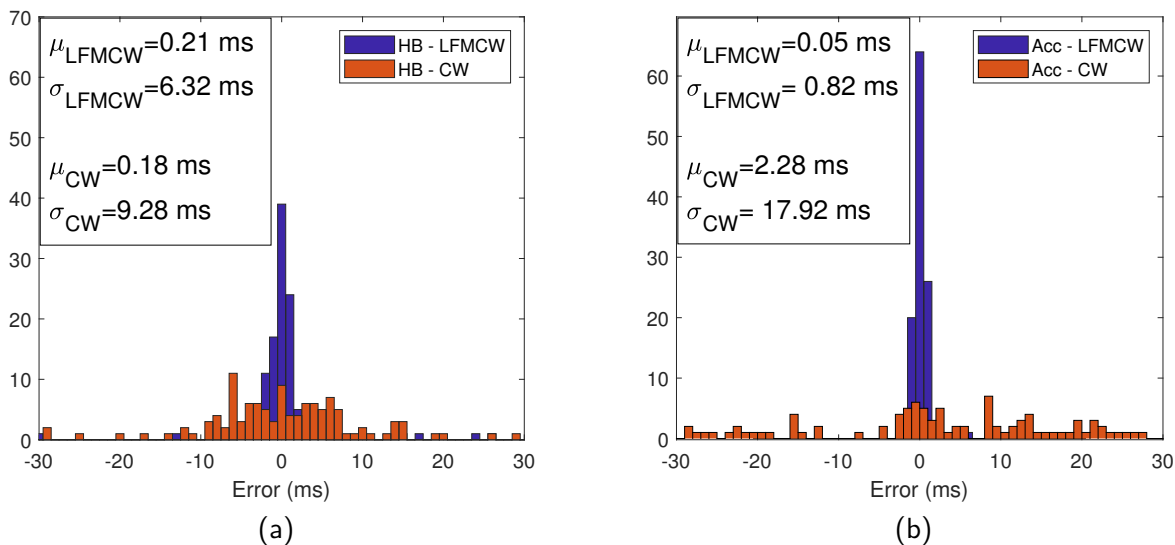 70
60
50
40
30
20
10
0
μLFMCW=0.21 ms
σLFMCW=6.32 ms
μCW=0.18 ms
σCW=9.28 ms
HB - LFMCW
HB - CW
-30 -20 -10 0 10 20 30
Error (ms)
(a)
60
50
40
30
20
10
0
μLFMCW=0.05 ms
σLFMCW= 0.82 ms
μCW=2.28 ms
σCW= 17.92 ms
Acc - LFMCW
Acc - CW
-30 -20 -10 0 10 20 30
Error (ms)
(b)